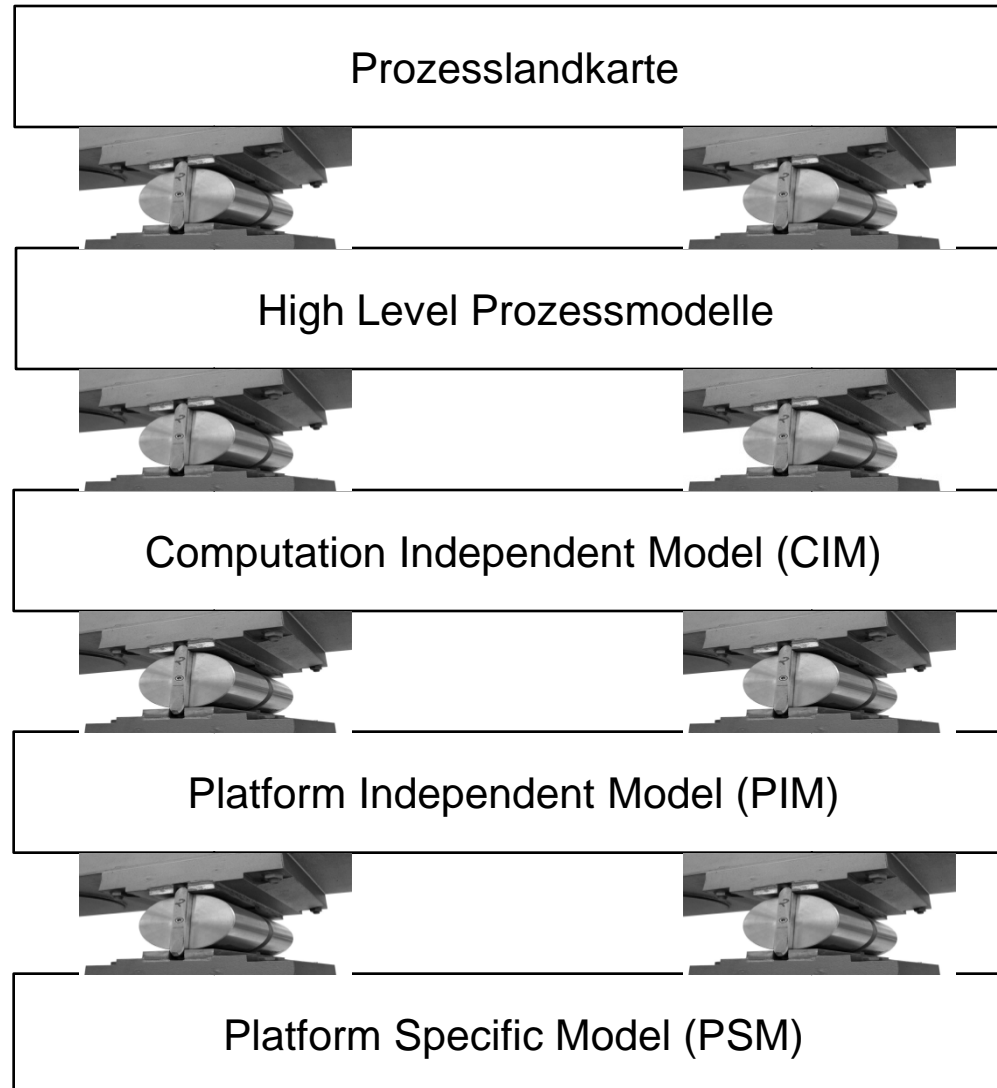 Prozesslandkarte
High Level Prozessmodelle
Computation Independent Model (CIM)
Platform Independent Model (PIM)
Platform Specific Model (PSM)